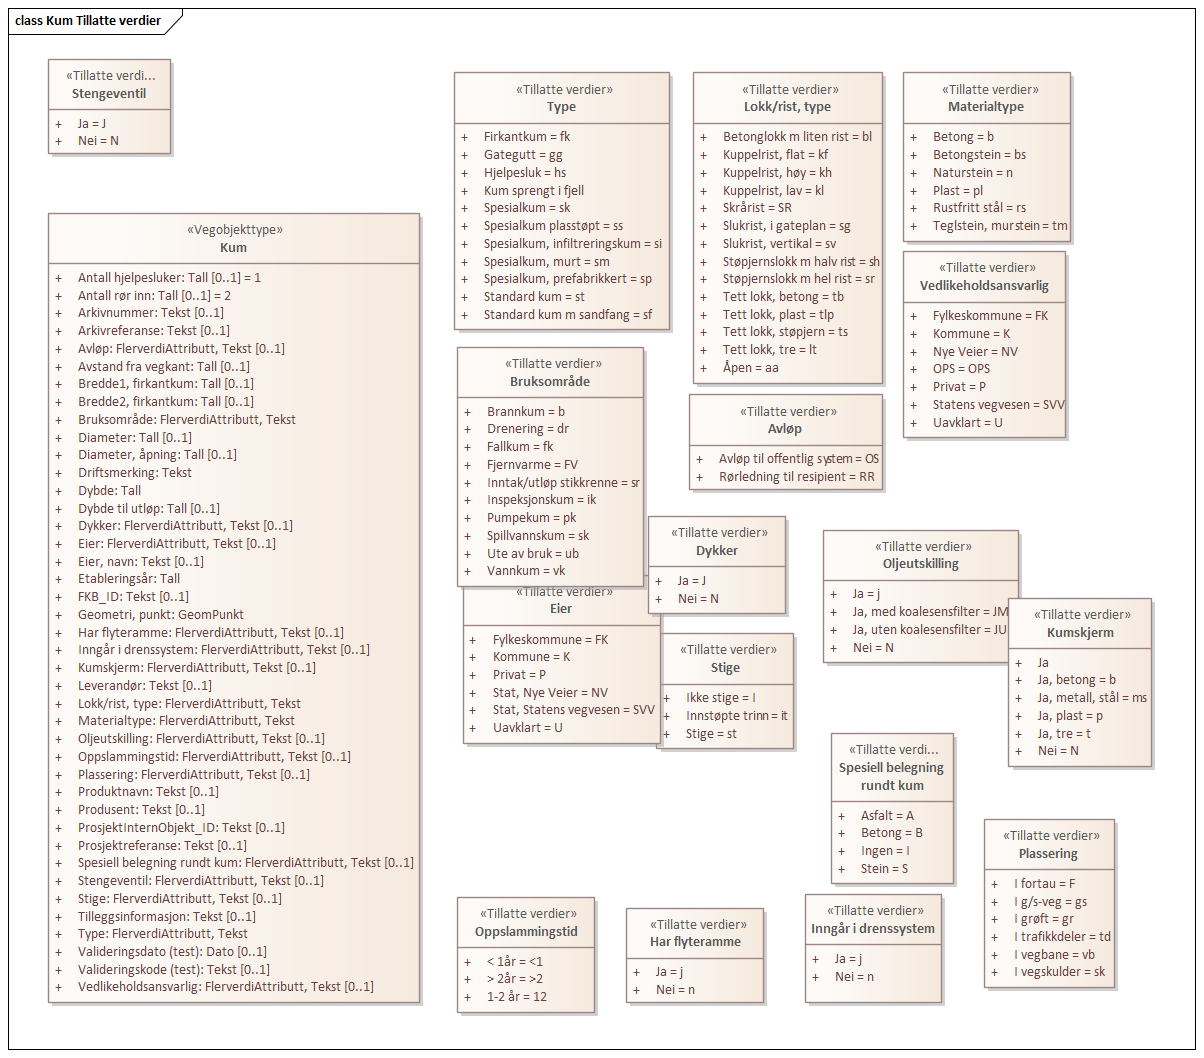 class Kum Tillatte verdier
«Tillatte verdi...
Stengeventil
+ Ja = J
+ Nei = N
«Vegobjekttype»
Kum
+ Antall hjelpesluker: Tall [0..1] = 1
+ Antall rør inn: Tall [0..1] = 2
+ Arkivnummer: Tekst [0..1]
+ Arkivreferanse: Tekst [0..1]
+ Avløp: FlerverdiAttributt, Tekst [0..1]
+ Avstand fra vegkant: Tall [0..1]
+ Bredde1, firkantkum: Tall [0..1]
+ Bredde2, firkantkum: Tall [0..1]
+ Bruksområde: FlerverdiAttributt, Tekst
+ Diameter: Tall [0..1]
+ Diameter, åpning: Tall [0..1]
+ Driftsmerking: Tekst
+ Dybde: Tall
+ Dybde til utløp: Tall [0..1]
+ Dykker: FlerverdiAttributt, Tekst [0..1]
+ Eier: FlerverdiAttributt, Tekst [0..1]
+ Eier, navn: Tekst [0..1]
+ Etableringsår: Tall
+ FKB_ID: Tekst [0..1]
+ Geometri, punkt: GeomPunkt
+ Har flyteramme: FlerverdiAttributt, Tekst [0..1]
+ Inngår i drenssystem: FlerverdiAttributt, Tekst [0..1]
+ Kumskjerm: FlerverdiAttributt, Tekst [0..1]
+ Leverandør: Tekst [0..1]
+ Lokk/rist, type: FlerverdiAttributt, Tekst
+ Materialtype: FlerverdiAttributt, Tekst
+ Oljeutskilling: FlerverdiAttributt, Tekst [0..1]
+ Oppslammingstid: FlerverdiAttributt, Tekst [0..1]
+ Plassering: FlerverdiAttributt, Tekst [0..1]
+ Produktnavn: Tekst [0..1]
+ Produsent: Tekst [0..1]
+ ProsjektInternObjekt_ID: Tekst [0..1]
+ Prosjektreferanse: Tekst [0..1]
+ Spesiell belegning rundt kum: FlerverdiAttributt, Tekst [0..1]
+ Stengeventil: FlerverdiAttributt, Tekst [0..1]
+ Stige: FlerverdiAttributt, Tekst [0..1]
+ Tilleggsinformasjon: Tekst [0..1]
+ Type: FlerverdiAttributt, Tekst
+ Valideringsdato (test): Dato [0..1]
+ Valideringskode (test): Tekst [0..1]
+ Vedlikeholdsansvarlig: FlerverdiAttributt, Tekst [0..1]
«Tillatte verdier»
Type
+ Firkantkum = fk
+ Gategutt = gg
+ Hjelpesluk = hs
+ Kum sprengt i fjell
+ Spesialkum = sk
+ Spesialkum plasstøpt = ss
+ Spesialkum, infiltreringskum = si
+ Spesialkum, murt = sm
+ Spesialkum, prefabrikkert = sp
+ Standard kum = st
+ Standard kum m sandfang = sf
«Tillatte verdier»
Lokk/rist, type
+ Betonglokk m liten rist = bl
+ Kuppelrist, flat = kf
+ Kuppelrist, høy = kh
+ Kuppelrist, lav = kl
+ Skrårist = SR
+ Slukrist, i gateplan = sg
+ Slukrist, vertikal = sv
+ Støpjernslokk m halv rist = sh
+ Støpjernslokk m hel rist = sr
+ Tett lokk, betong = tb
+ Tett lokk, plast = tlp
+ Tett lokk, støpjern = ts
+ Tett lokk, tre = lt
+ Åpen = aa
«Tillatte verdier»
Materialtype
+ Betong = b
+ Betongstein = bs
+ Naturstein = n
+ Plast = pl
+ Rustfritt stål = rs
+ Teglstein, murstein = tm
«Tillatte verdier»
Vedlikeholdsansvarlig
+ Fylkeskommune = FK
+ Kommune = K
+ Nye Veier = NV
+ OPS = OPS
+ Privat = P
+ Statens vegvesen = SVV
+ Uavklart = U
«Tillatte verdier»
Bruksområde
+ Brannkum = b
+ Drenering = dr
+ Fallkum = fk
+ Fjernvarme = FV
+ Inntak/utløp stikkrenne = sr
+ Inspeksjonskum = ik
+ Pumpekum = pk
+ Spillvannskum = sk
+ Ute av bruk = ub
+ Vannkum = vk
«Tillatte verdier»
Avløp
+ Avløp til offentlig system = OS
+ Rørledning til resipient = RR
«Tillatte verdier»
Dykker
+ Ja = J
+ Nei = N
«Tillatte verdier»
Eier
+ Fylkeskommune = FK
+ Kommune = K
+ Privat = P
+ Stat, Nye Veier = NV
+ Stat, Statens vegvesen = SVV
+ Uavklart = U
«Tillatte verdier»
Stige
+ Ikke stige = I
+ Innstøpte trinn = it
+ Stige = st
«Tillatte verdier»
Oljeutskilling
+ Ja = j
+ Ja, med koalesensfilter = JM
+ Ja, uten koalesensfilter = JU
+ Nei = N
«Tillatte verdier»
Kumskjerm
+ Ja
+ Ja, betong = b
+ Ja, metall, stål = ms
+ Ja, plast = p
+ Ja, tre = t
+ Nei = N
«Tillatte verdi...
Spesiell belegning
rundt kum
+ Asfalt = A
+ Betong = B
+ Ingen = I
+ Stein = S
«Tillatte verdier»
Plassering
+ I fortau = F
+ I g/s-veg = gs
+ I grøft = gr
+ I trafikkdeler = td
+ I vegbane = vb
+ I vegskulder = sk
«Tillatte verdier»
Oppslammingstid
+ < 1år = <1
+ > 2år = >2
+ 1-2 år = 12
«Tillatte verdier»
Har flyteramme
+ Ja = j
+ Nei = n
«Tillatte verdier»
Inngår i drenssystem
+ Ja = j
+ Nei = n